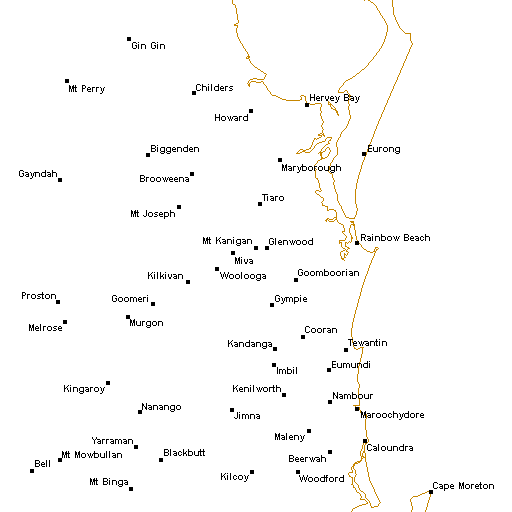 Gin Gin
Mt Perry
Childers
Hervey Bay
Howard
Biggenden
Eurong
Maryborough
Gayndah
Brooweena
Tiaro
Mt Joseph
Rainbow Beach
Mt Kanigan
Glenwood
Miva
Woolooga
Goomboorian
Kilkivan
Proston
Goomeri
Gympie
Murgon
Melrose
Cooran
Kandanga
Tewantin
Imbil
Eumundi
Kingaroy
Kenilworth
Nambour
Nanango
Jimna
Maroochydore
Maleny
Yarraman
Caloundra
Mt Mowbullan
Blackbutt
Beerwah
Bell
Kilcoy
Woodford
Mt Binga
Cape Moreton